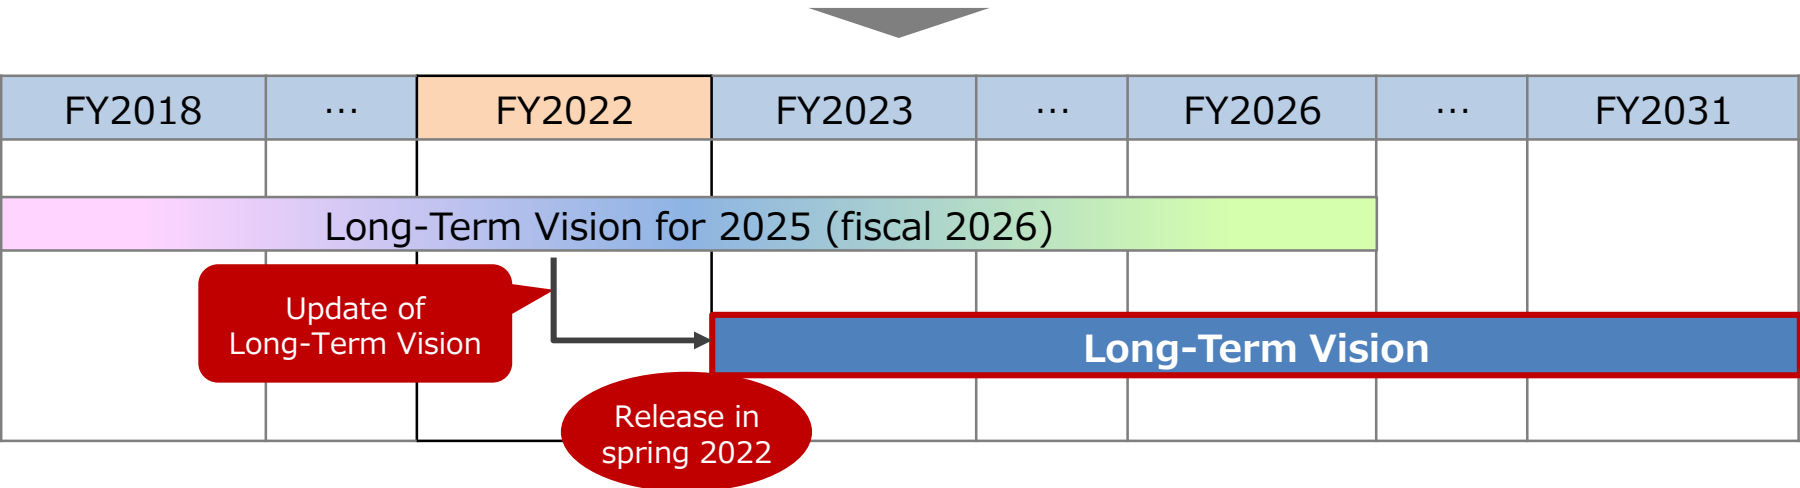 FY2018 … FY2022 FY2023 … FY2026 … FY2031
Long-Term Vision for 2025 (fiscal 2026)
Update of
Long-Term Vision
Long-Term Vision
Release in
spring 2022